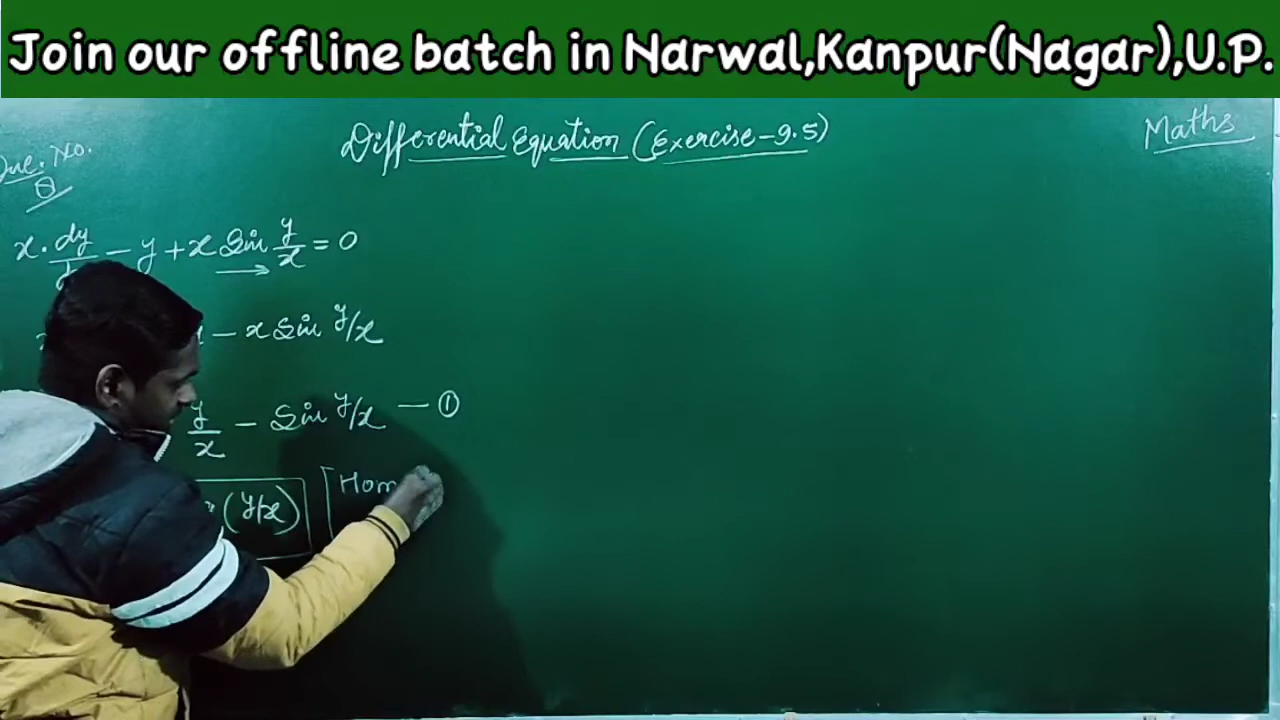 Join our offline batch in Narwal,Kanpur(Nagar),U.P.
Differential Equation (Exercise-9.5)
Maths
Que. No.
8
x . dy/ - y + x Sin y/x = 0
- x Sin y/x
y/x - Sin y/x — ①
(y/x) [Hom